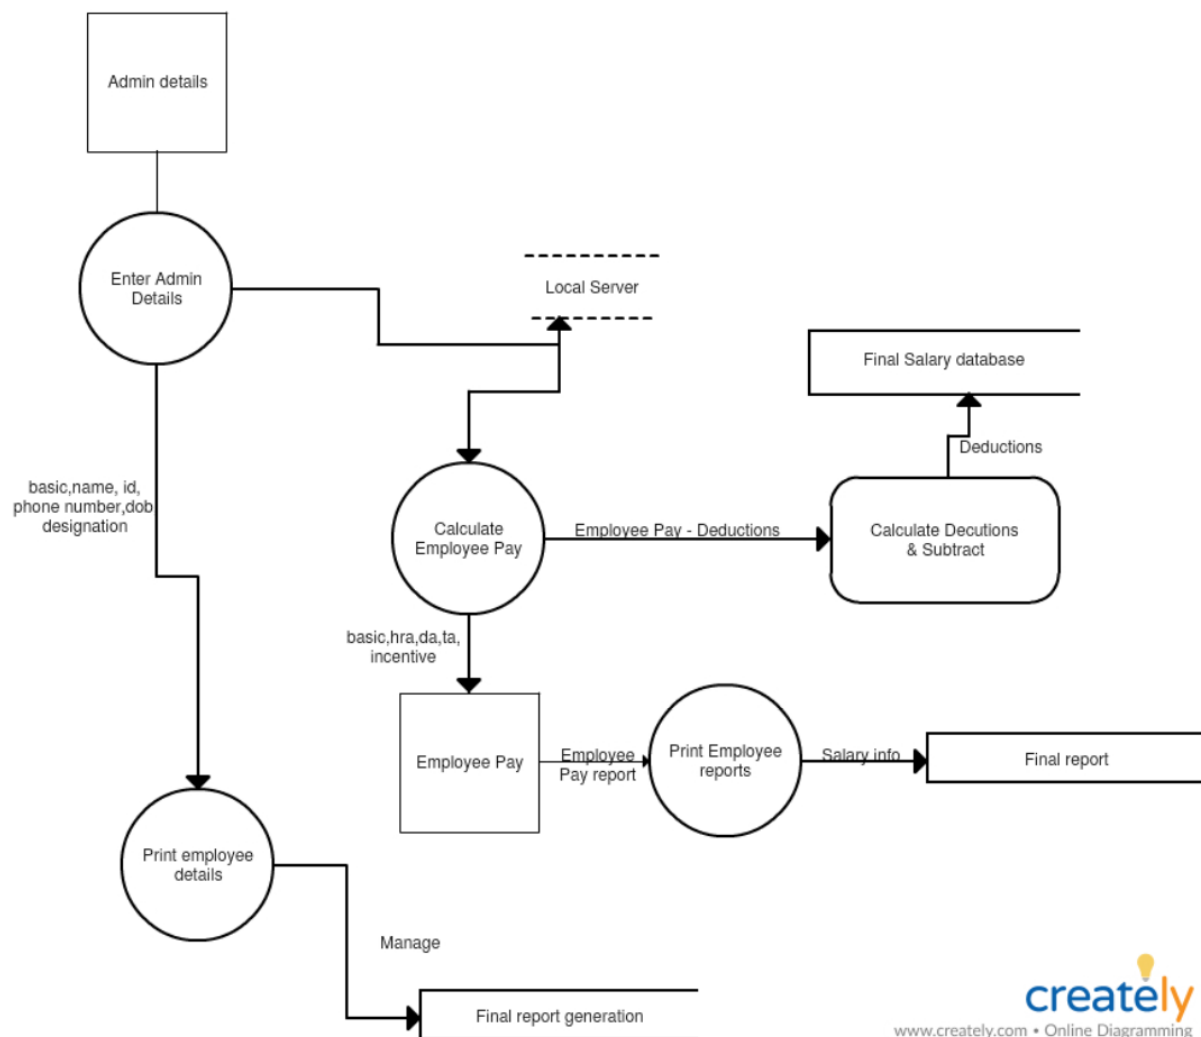 Admin details
Enter Admin
Details
Local Server
Final Salary database
Deductions
basic,name, id,
phone number,dob
designation
Calculate
Employee Pay
Employee Pay - Deductions
Calculate Decutions
& Subtract
basic,hra,da,ta,
incentive
Employee Pay
Employee
Pay report
Print Employee
reports
Salary info
Final report
Print employee
details
Manage
Final report generation
creately
www.creately.com • Online Diagramming